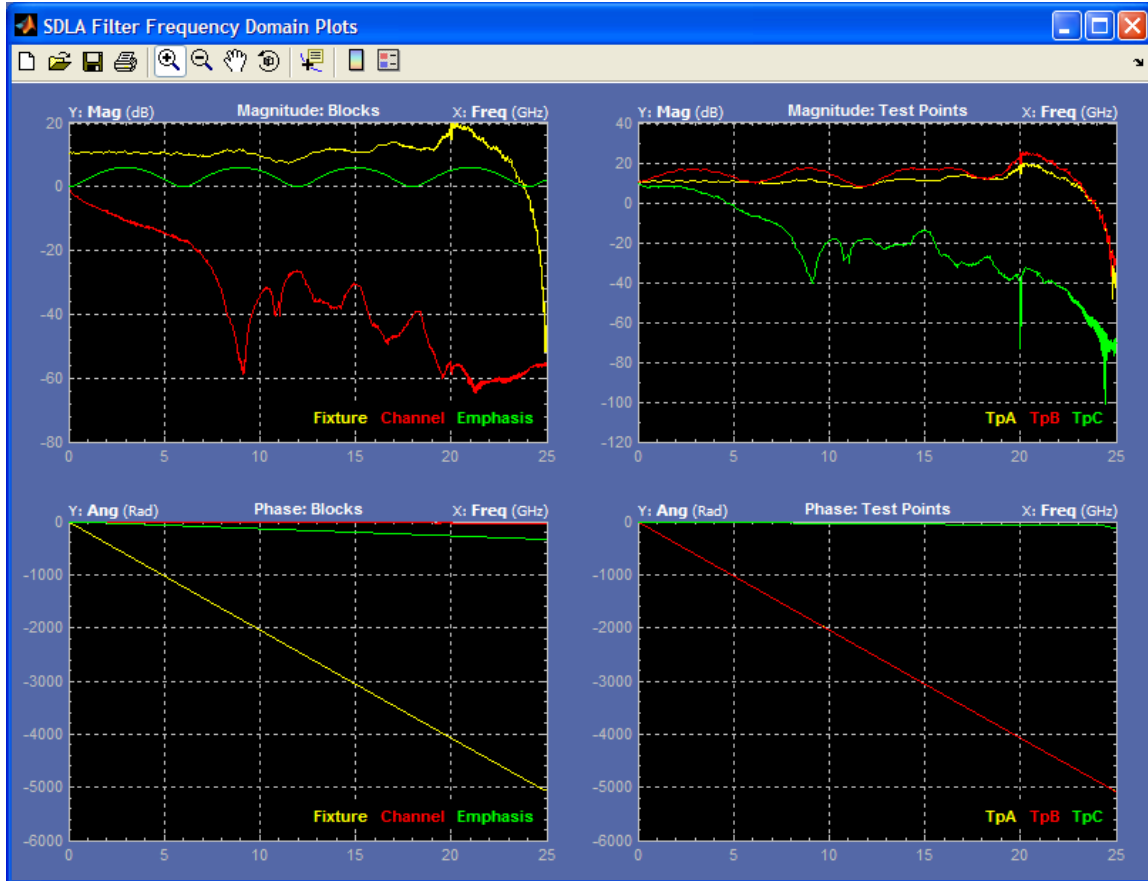 SDLA Filter Frequency Domain Plots
Y: Mag (dB) Magnitude: Blocks X: Freq (GHz)
20
0
-20
-40
-60
-80
Fixture Channel Emphasis
0 5 10 15 20 25
Y: Mag (dB) Magnitude: Test Points X: Freq (GHz)
40
20
0
-20
-40
-60
-80
-100
-120
TpA TpB TpC
0 5 10 15 20 25
Y: Ang (Rad) Phase: Blocks X: Freq (GHz)
0
-1000
-2000
-3000
-4000
-5000
-6000
Fixture Channel Emphasis
0 5 10 15 20 25
Y: Ang (Rad) Phase: Test Points X: Freq (GHz)
0
-1000
-2000
-3000
-4000
-5000
-6000
TpA TpB TpC
0 5 10 15 20 25